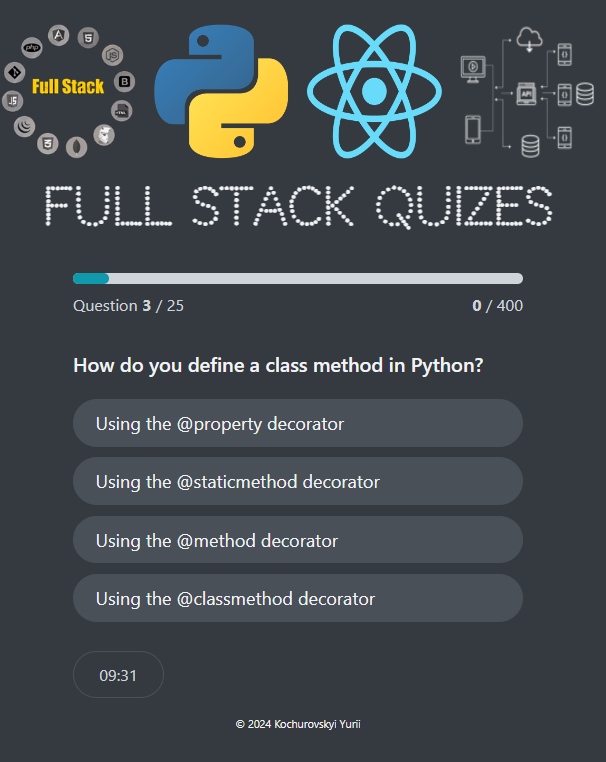 php
JS
Full Stack
B
JS
HTML
API
FULL STACK QUIZES
Question 3 / 25
0 / 400
How do you define a class method in Python?
Using the @property decorator
Using the @staticmethod decorator
Using the @method decorator
Using the @classmethod decorator
09:31
© 2024 Kochurovskyi Yurii